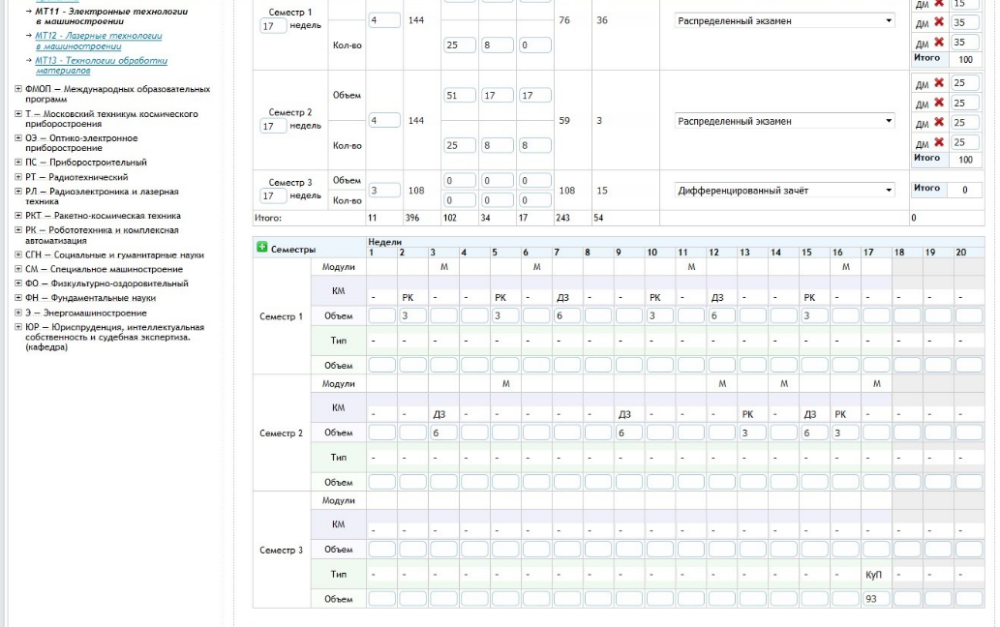 → МТ11 - Электронные технологии
в машиностроении
→ МТ12 - Лазерные технологии
в машиностроении
→ МТ13 - Технологии обработки
материалов
ФМОП — Международных образовательных
программ
Т — Московский техникум космического
приборостроения
ОЭ — Оптико-электронное
приборостроение
ПС — Приборостроительный
РТ — Радиотехнический
РЛ — Радиоэлектроника и лазерная
техника
РКТ — Ракетно-космическая техника
РК — Робототехника и комплексная
автоматизация
СГН — Социальные и гуманитарные науки
СМ — Специальное машиностроение
ФО — Физкультурно-оздоровительный
ФН — Фундаментальные науки
Э — Энергомашиностроение
ЮР — Юриспруденция, интеллектуальная
собственность и судебная экспертиза.
(кафедра)
Семестр 1
17 недель
4 144
Кол-во 25 8 0
76 36 Распределенный экзамен
ДМ 15
ДМ 35
ДМ 35
Итого 100
Семестр 2
17 недель
4 144
Объем 51 17 17
Кол-во 25 8 8
59 3 Распределенный экзамен
ДМ 25
ДМ 25
ДМ 25
ДМ 25
Итого 100
Семестр 3
17 недель
3 108
Объем 0 0 0
Кол-во 0 0 0
108 15 Дифференцированный зачёт
Итого 0
Итого: 11 396 102 34 17 243 54 0
Семестры Недели
1 2 3 4 5 6 7 8 9 10 11 12 13 14 15 16 17 18 19 20
Семестр 1
Модули М М М М
КМ - РК - - РК - ДЗ - - РК - ДЗ - - РК - - - - -
Объем 3 3 6 3 6 3
Тип - - - - - - - - - - - - - - - - - - - -
Объем
Семестр 2
Модули М М М М
КМ - - ДЗ - - - - - ДЗ - - - РК - ДЗ РК - - - -
Объем 6 6 3 6 3
Тип - - - - - - - - - - - - - - - - - - - -
Объем
Семестр 3
Модули
КМ - - - - - - - - - - - - - - - - - - - -
Объем
Тип - - - - - - - - - - - - - - - - КуП - - -
Объем 93